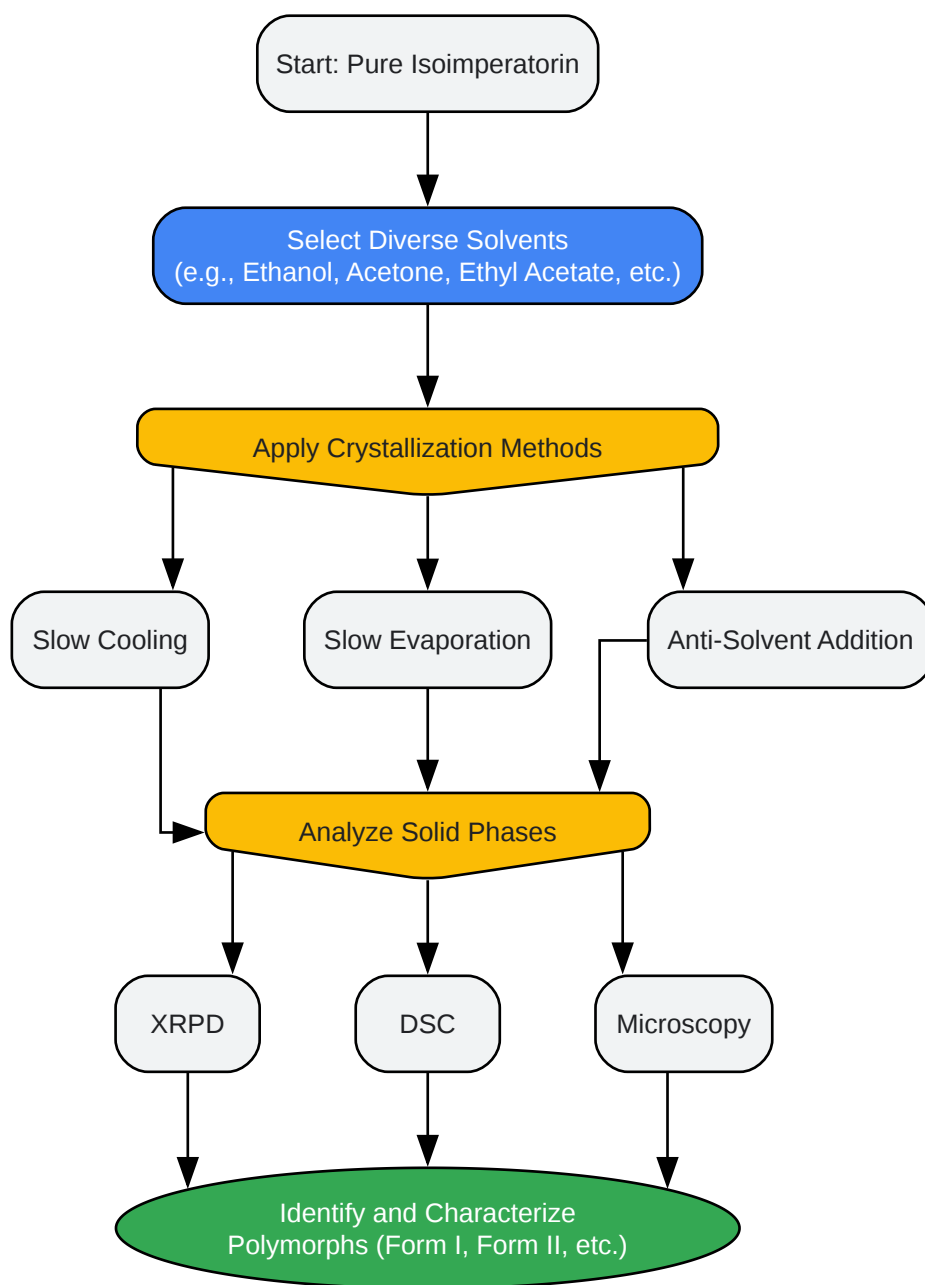 Start: Pure Isoimperatorin
Select Diverse Solvents
(e.g., Ethanol, Acetone, Ethyl Acetate, etc.)
Apply Crystallization Methods
Slow Cooling
Slow Evaporation
Anti-Solvent Addition
Analyze Solid Phases
XRPD
DSC
Microscopy
Identify and Characterize
Polymorphs (Form I, Form II, etc.)